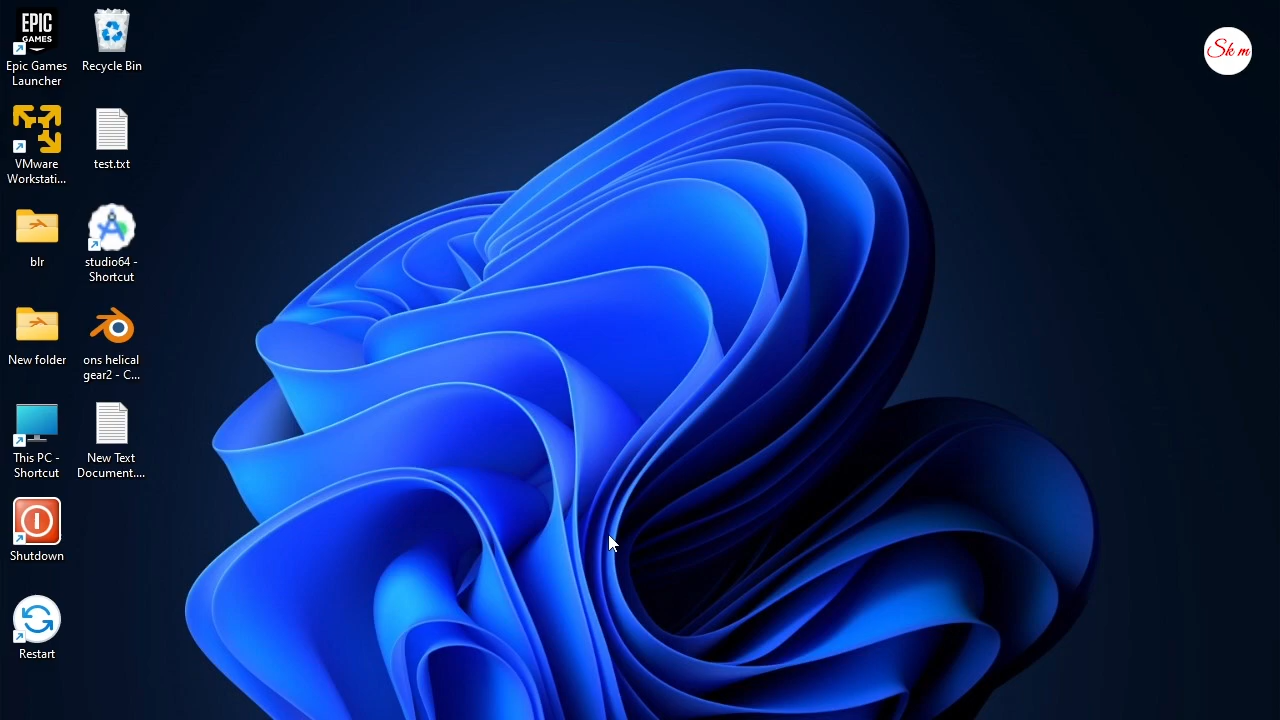 EPIC
GAMES
Epic Games
Launcher
Recycle Bin
VMware
Workstati...
test.txt
blr
studio64 -
Shortcut
New folder
ons helical
gear2 - C...
This PC -
Shortcut
New Text
Document....
Shutdown
Restart
Sk m